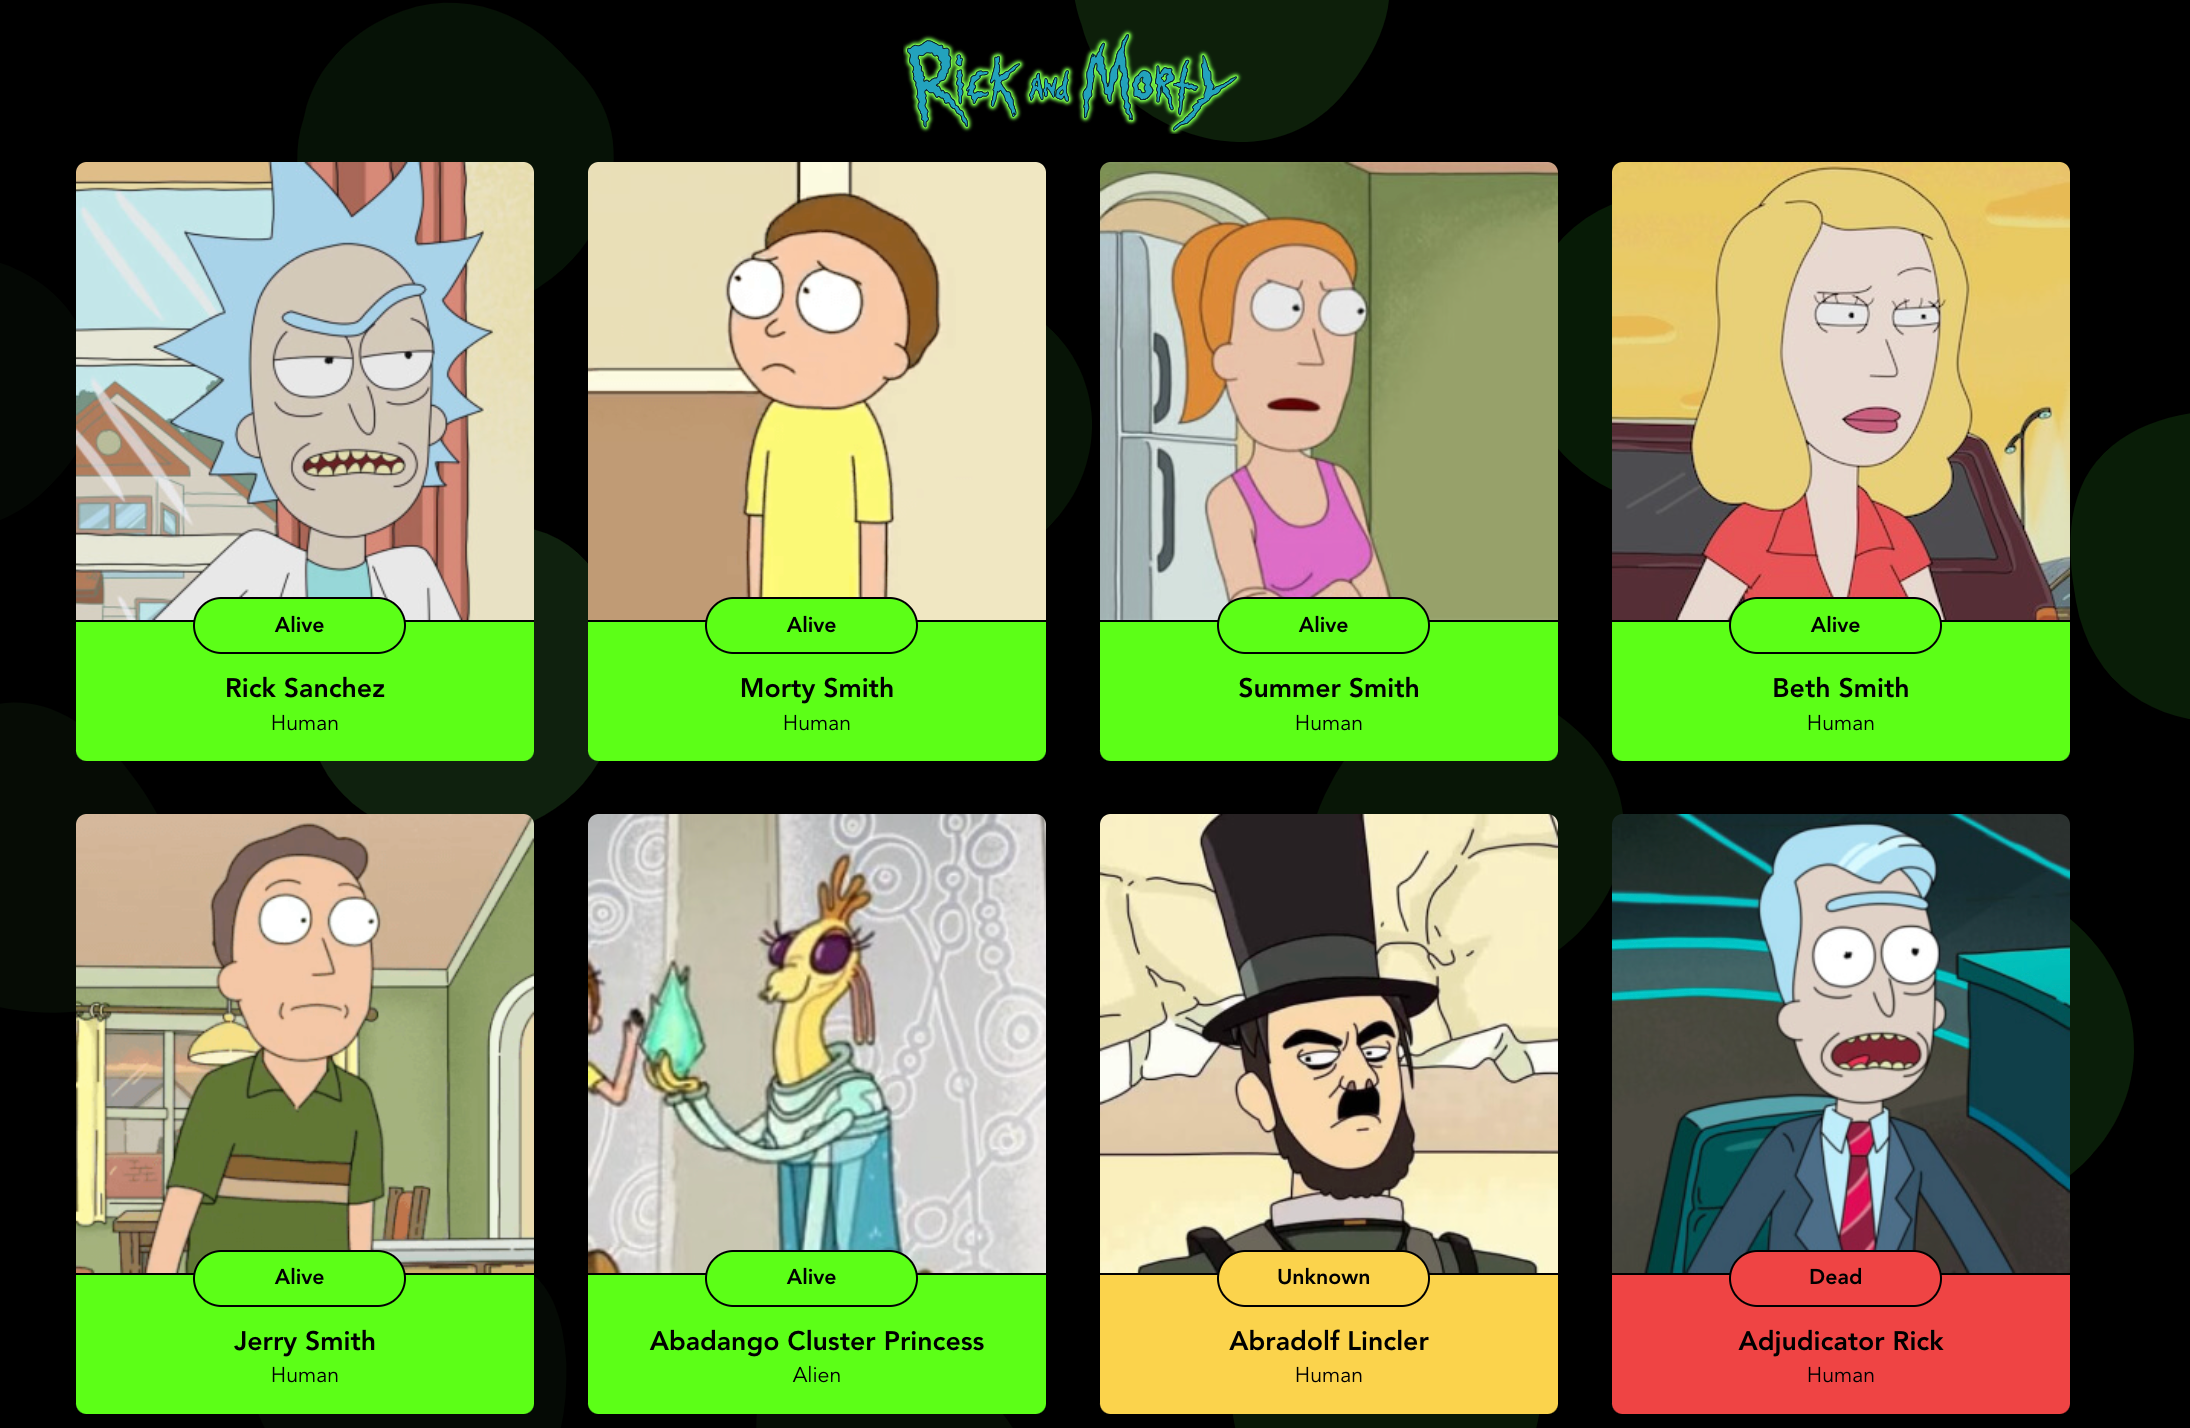 Rick and Morty
Alive
Rick Sanchez
Human
Alive
Morty Smith
Human
Alive
Summer Smith
Human
Alive
Beth Smith
Human
Alive
Jerry Smith
Human
Alive
Abadango Cluster Princess
Alien
Unknown
Abradolf Lincler
Human
Dead
Adjudicator Rick
Human